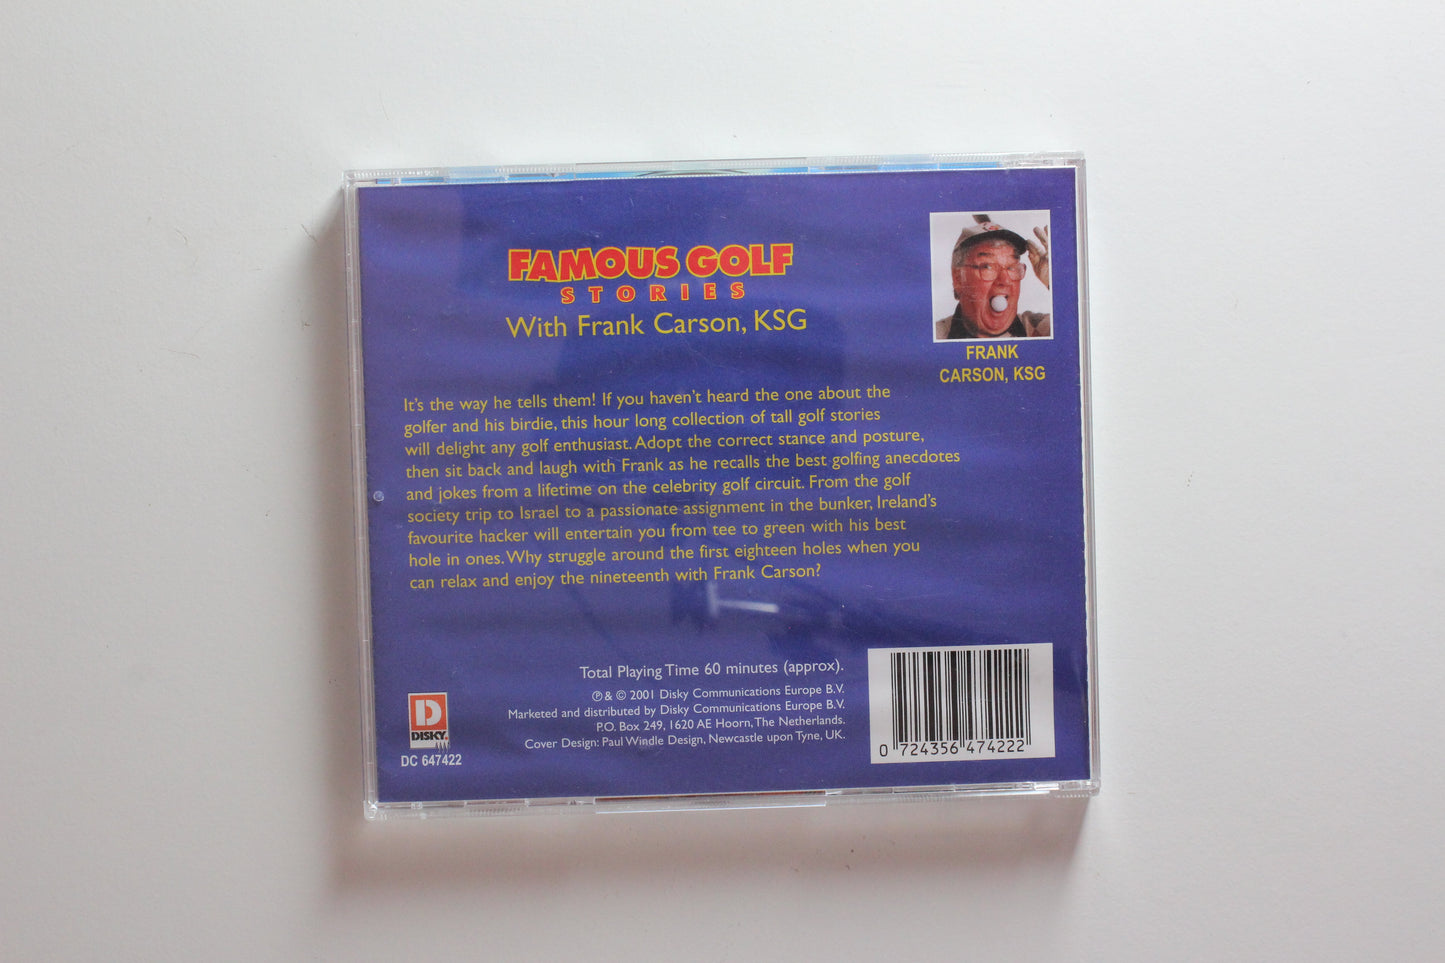 FAMOUS GOLF
STORIES
With Frank Carson, KSG
FRANK
CARSON, KSG
It's the way he tells them! If you haven't heard the one about the
golfer and his birdie, this hour long collection of tall golf stories
will delight any golf enthusiast. Adopt the correct stance and posture,
then sit back and laugh with Frank as he recalls the best golfing anecdotes
and jokes from a lifetime on the celebrity golf circuit. From the golf
society trip to Israel to a passionate assignment in the bunker, Ireland's
favourite hacker will entertain you from tee to green with his best
hole in ones. Why struggle around the first eighteen holes when you
can relax and enjoy the nineteenth with Frank Carson?
Total Playing Time 60 minutes (approx).
℗ & © 2001 Disky Communications Europe B.V.
Marketed and distributed by Disky Communications Europe B.V.
P.O. Box 249, 1620 AE Hoorn, The Netherlands.
Cover Design: Paul Windle Design, Newcastle upon Tyne, UK.
D
DISKY
DC 647422
0 724356 474222